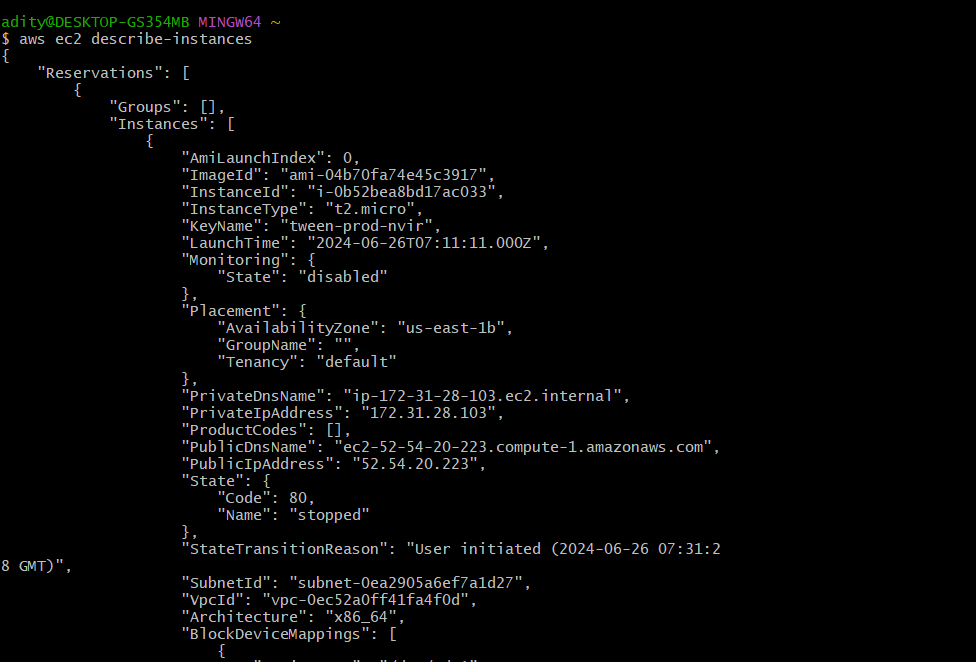 adity@DESKTOP-GS354MB MINGW64 ~
$ aws ec2 describe-instances
{
    "Reservations": [
        {
            "Groups": [],
            "Instances": [
                {
                    "AmiLaunchIndex": 0,
                    "ImageId": "ami-04b70fa74e45c3917",
                    "InstanceId": "i-0b52bea8bd17ac033",
                    "InstanceType": "t2.micro",
                    "KeyName": "tween-prod-nvir",
                    "LaunchTime": "2024-06-26T07:11:11.000Z",
                    "Monitoring": {
                        "State": "disabled"
                    },
                    "Placement": {
                        "AvailabilityZone": "us-east-1b",
                        "GroupName": "",
                        "Tenancy": "default"
                    },
                    "PrivateDnsName": "ip-172-31-28-103.ec2.internal",
                    "PrivateIpAddress": "172.31.28.103",
                    "ProductCodes": [],
                    "PublicDnsName": "ec2-52-54-20-223.compute-1.amazonaws.com",
                    "PublicIpAddress": "52.54.20.223",
                    "State": {
                        "Code": 80,
                        "Name": "stopped"
                    },
                    "StateTransitionReason": "User initiated (2024-06-26 07:31:2
8 GMT)",
                    "SubnetId": "subnet-0ea2905a6ef7a1d27",
                    "VpcId": "vpc-0ec52a0ff41fa4f0d",
                    "Architecture": "x86_64",
                    "BlockDeviceMappings": [
                        {